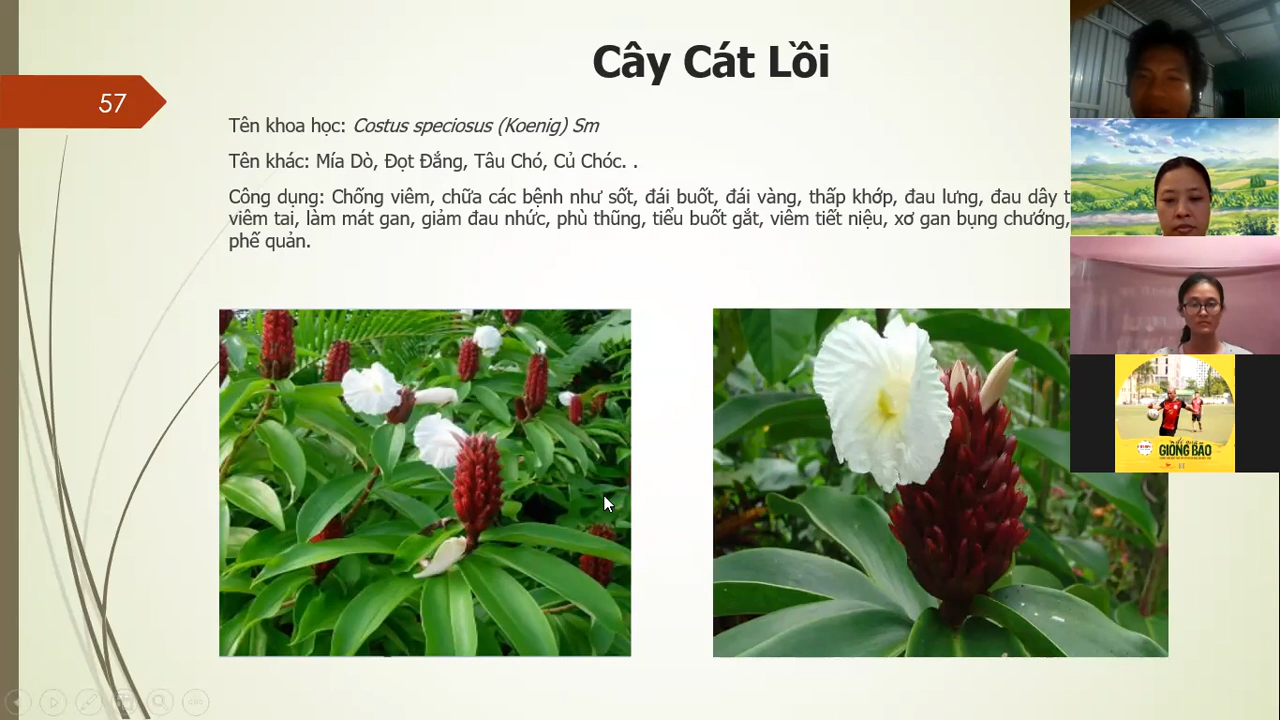 Cây Cát Lồi
57
Tên khoa học: Costus speciosus (Koenig) Sm
Tên khác: Mía Dò, Đọt Đắng, Tâu Chó, Củ Chóc. .
Công dụng: Chống viêm, chữa các bệnh như sốt, đái buốt, đái vàng, thấp khớp, đau lưng, đau dây t
viêm tai, làm mát gan, giảm đau nhức, phù thũng, tiểu buốt gắt, viêm tiết niệu, xơ gan bụng chướng,
phế quản.
GIÔNG BÃO